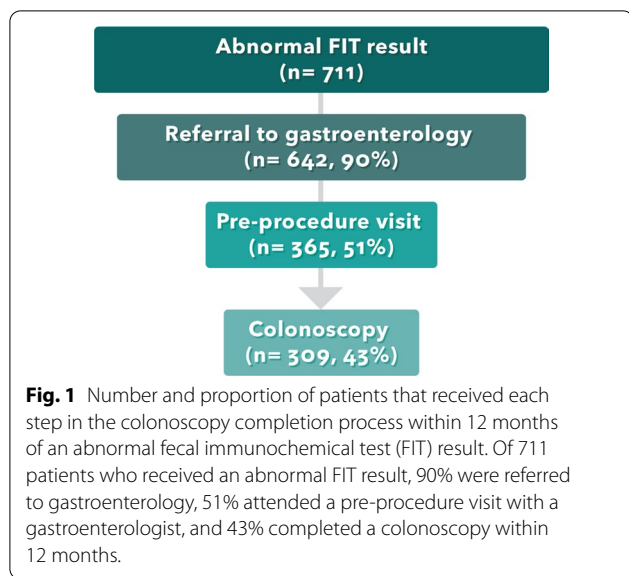 Abnormal FIT result
(n= 711)
Referral to gastroenterology
(n= 642, 90%)
Pre-procedure visit
(n= 365, 51%)
Colonoscopy
(n= 309, 43%)
Fig. 1 Number and proportion of patients that received each
step in the colonoscopy completion process within 12 months
of an abnormal fecal immunochemical test (FIT) result. Of 711
patients who received an abnormal FIT result, 90% were referred
to gastroenterology, 51% attended a pre-procedure visit with a
gastroenterologist, and 43% completed a colonoscopy within
12 months.